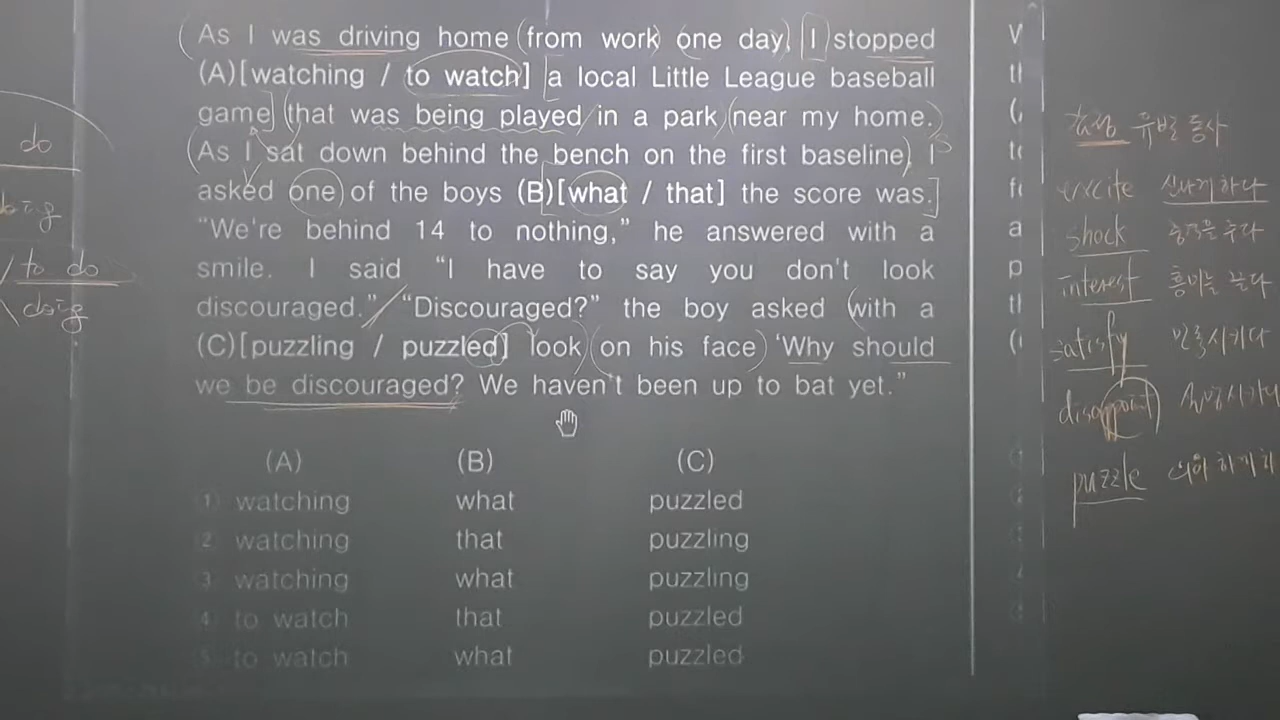 As I was driving home from work one day, I stopped
(A)[watching / to watch] a local Little League baseball
game that was being played in a park near my home.
As I sat down behind the bench on the first baseline, I
asked one of the boys (B)[what / that] the score was.
“We're behind 14 to nothing,” he answered with a
smile. I said “I have to say you don't look
discouraged.” “Discouraged?” the boy asked with a
(C)[puzzling / puzzled] look on his face ‘Why should
we be discouraged? We haven't been up to bat yet.”
(A) (B) (C)
1 watching what puzzled
2 watching that puzzling
3 watching what puzzling
4 to watch that puzzled
5 to watch what puzzled
do
doing
/ to do
\ doing
감정 유발 동사
excite 신나게 하다
shock 충격을 주다
interest 흥미를 끌다
satisfy 만족시키다
disappoint 실망시키다
puzzle